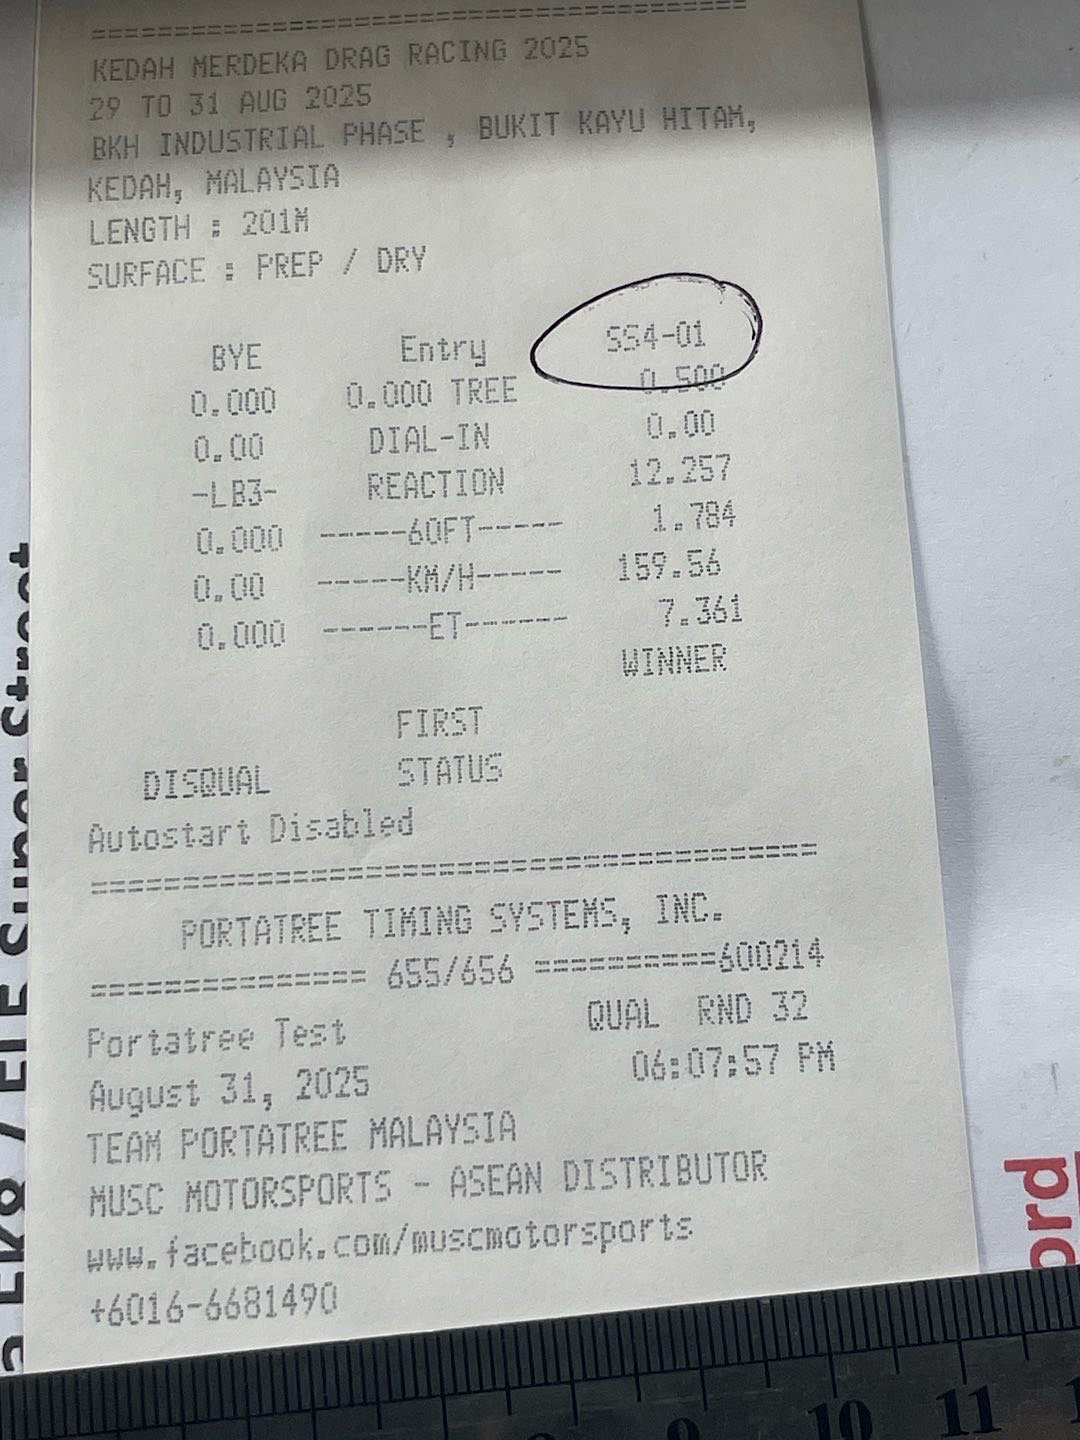 =======================================
KEDAH MERDEKA DRAG RACING 2025
29 TO 31 AUG 2025
BKH INDUSTRIAL PHASE , BUKIT KAYU HITAM,
KEDAH, MALAYSIA
LENGTH : 201M
SURFACE : PREP / DRY
BYE Entry SS4-01
0.000 0.000 TREE 0.500
0.00 DIAL-IN 0.00
-LB3- REACTION 12.257
0.000 -----60FT----- 1.784
0.00 -----KM/H----- 159.56
0.000 ------ET------ 7.361
WINNER
FIRST
DISQUAL STATUS
Autostart Disabled
=======================================
PORTATREE TIMING SYSTEMS, INC.
============== 655/656 ==========600214
Portatree Test QUAL RND 32
August 31, 2025 06:07:57 PM
TEAM PORTATREE MALAYSIA
MUSC MOTORSPORTS - ASEAN DISTRIBUTOR
www.facebook.com/muscmotorsports
+6016-6681490
Super Street
ord
9 10 11